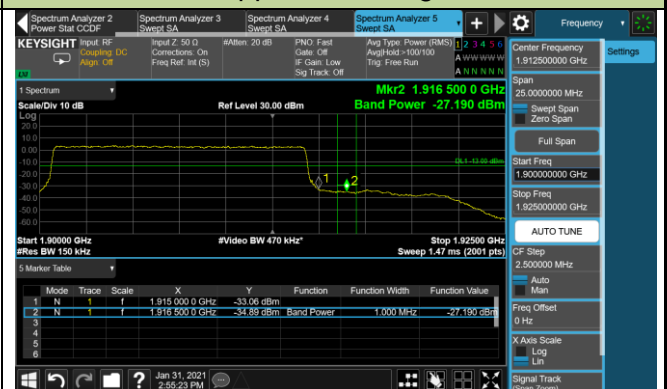 Spectrum Analyzer 2
Power Stat CCDF
Spectrum Analyzer 3
Swept SA
Spectrum Analyzer 4
Swept SA
Spectrum Analyzer 5
Swept SA
Frequency
KEYSIGHT
Input: RF
Coupling: DC
Align: Off
Input Z: 50 Ω
Corrections: On
Freq Ref: Int (S)
#Atten: 20 dB
PNO: Fast
Gate: Off
IF Gain: Low
Sig Track: Off
Avg Type: Power (RMS)
Avg|Hold:>100/100
Trig: Free Run
1 2 3 4 5 6
A W W W W W
A N N N N N
1 Spectrum
Scale/Div 10 dB
Ref Level 30.00 dBm
Mkr2 1.916 500 0 GHz
Band Power -27.190 dBm
Log
20.0
10.0
0.00
-10.0
-20.0
-30.0
-40.0
-50.0
-60.0
DL1 -13.00 dBm
1
2
Start 1.90000 GHz
#Video BW 470 kHz*
Stop 1.92500 GHz
#Res BW 150 kHz
Sweep 1.47 ms (2001 pts)
5 Marker Table
Mode Trace Scale X Y Function Function Width Function Value
1 N 1 f 1.915 000 0 GHz -33.06 dBm
2 N 1 f 1.916 500 0 GHz -34.89 dBm Band Power 1.000 MHz -27.190 dBm
3
4
5
6
Jan 31, 2021
2:55:23 PM
?
Center Frequency
1.912500000 GHz
Settings
Span
25.0000000 MHz
Swept Span
Zero Span
Full Span
Start Freq
1.900000000 GHz
Stop Freq
1.925000000 GHz
AUTO TUNE
CF Step
2.500000 MHz
Auto
Man
Freq Offset
0 Hz
X Axis Scale
Log
Lin
Signal Track
(Span Zoom)